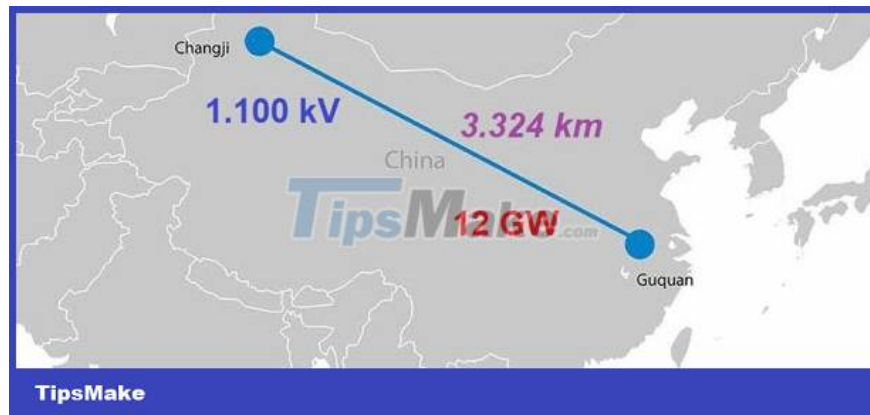 Changji
1.100 kV
3.324 km
China
TipsMake.com
12 GW
Guquan
TipsMake